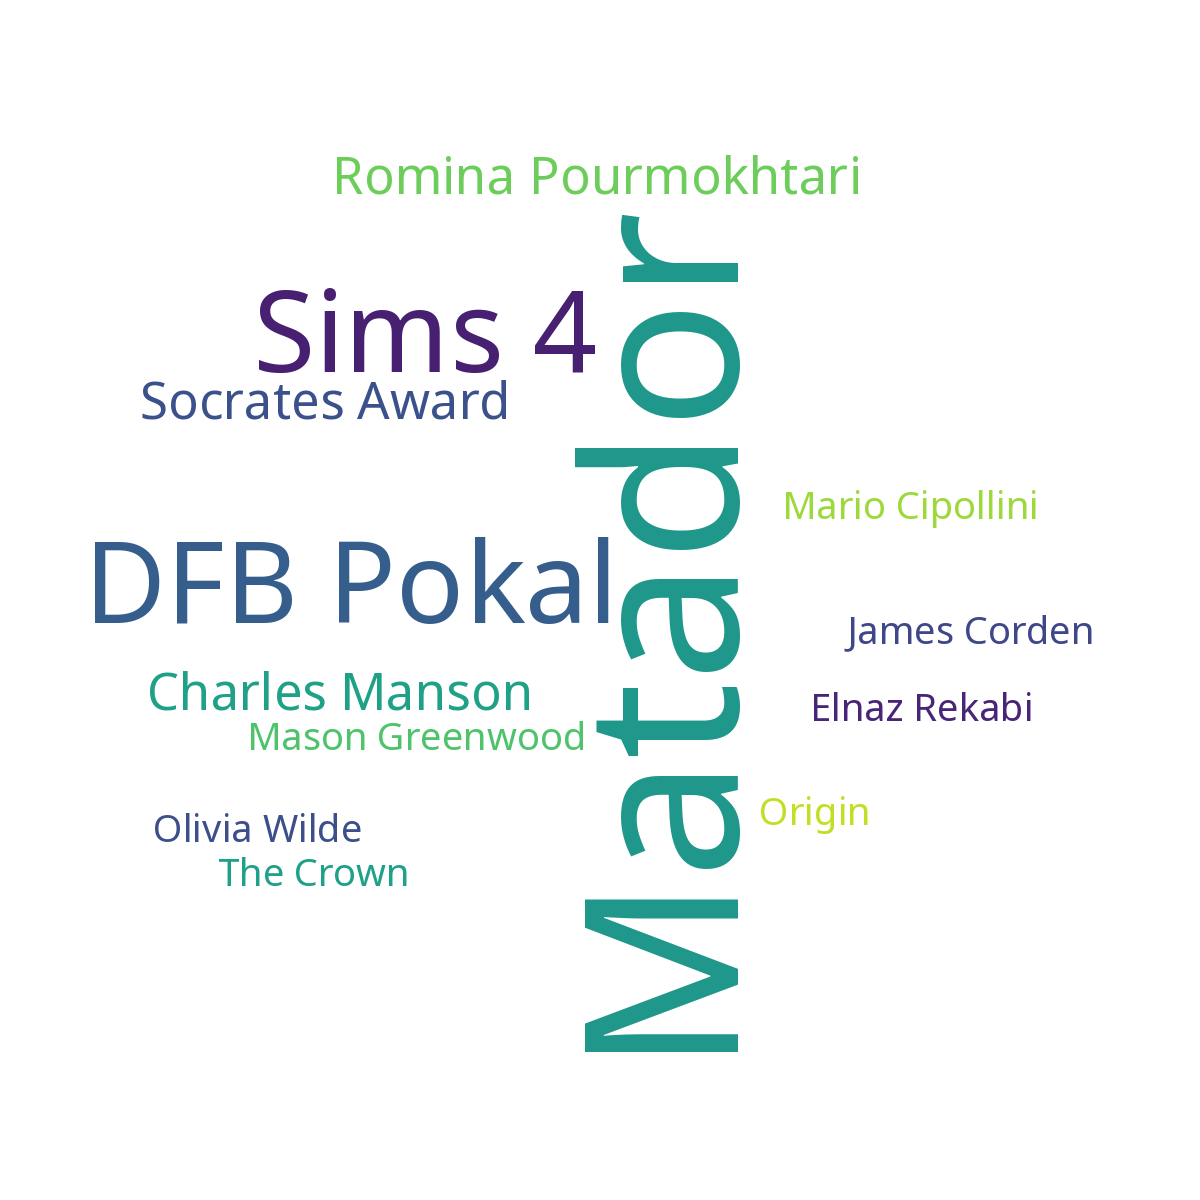 Romina Pourmokhtari
Sims 4
Socrates Award
Matador
Mario Cipollini
DFB Pokal
James Corden
Charles Manson
Elnaz Rekabi
Mason Greenwood
Origin
Olivia Wilde
The Crown